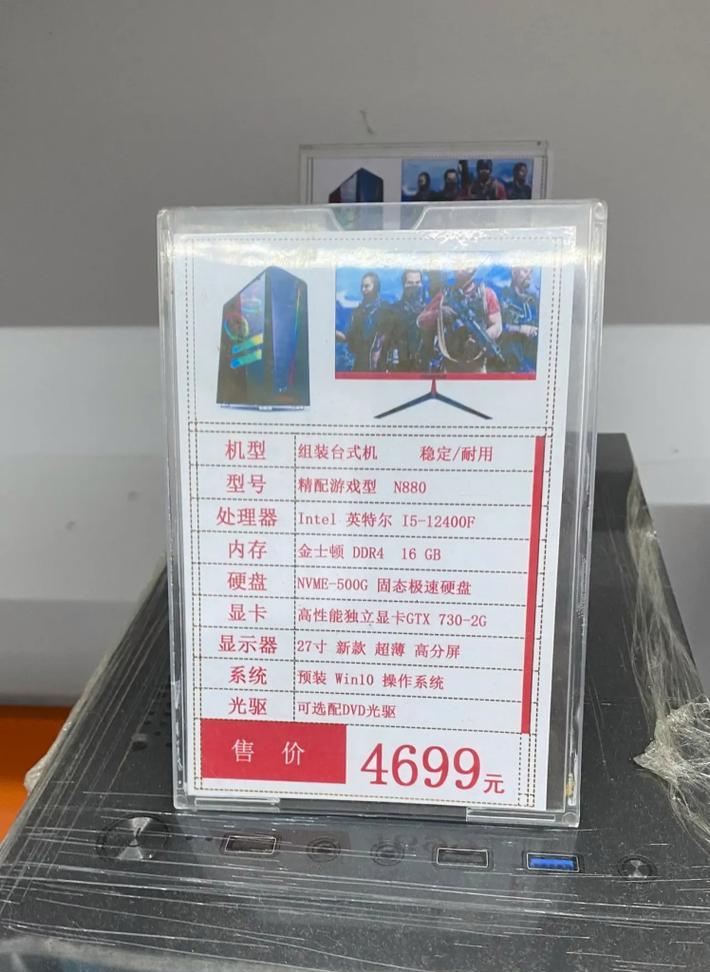 机型 组装台式机 稳定/耐用
型号 精配游戏型 N880
处理器 Intel 英特尔 I5-12400F
内存 金士顿 DDR4 16 GB
硬盘 NVME-500G 固态极速硬盘
显卡 高性能独立显卡GTX 730-2G
显示器 27寸 新款 超薄 高分屏
系统 预装 Win10 操作系统
光驱 可选配DVD光驱
售价 4699元